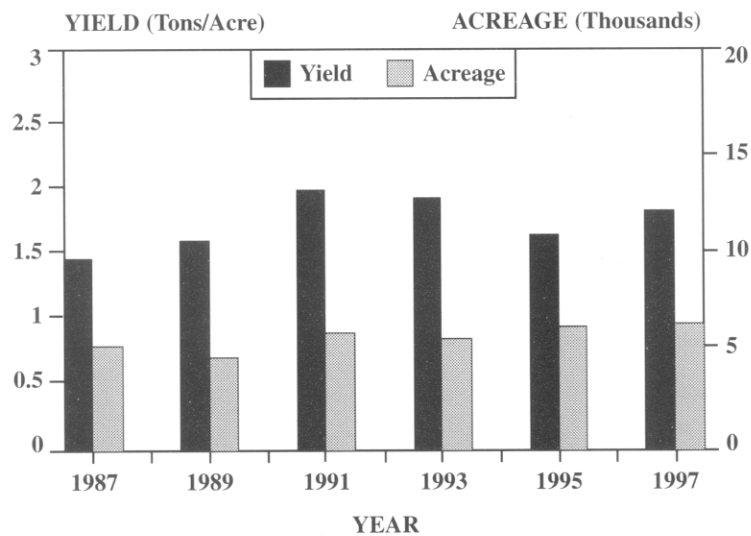 YIELD (Tons/Acre) ACREAGE (Thousands)
3 20
Yield Acreage
2.5
15
2
1.5
10
1
5
0.5
0 0
1987 1989 1991 1993 1995 1997
YEAR